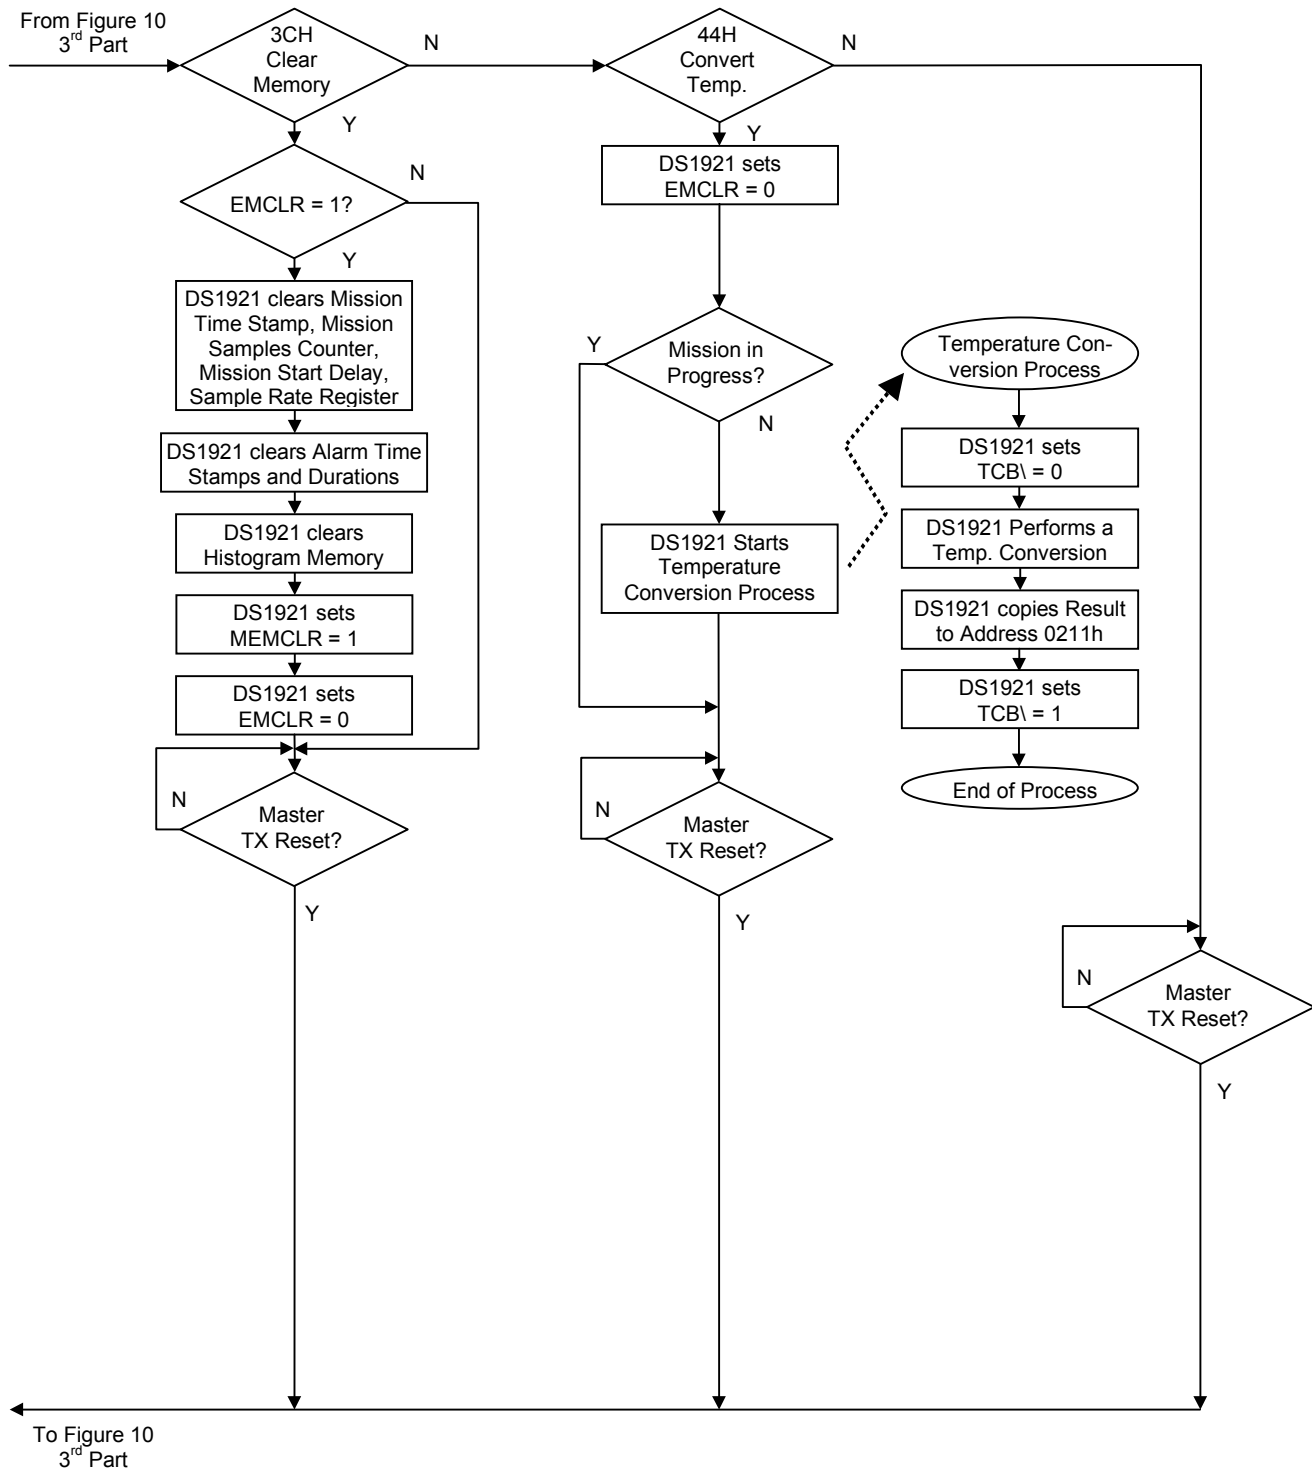 From Figure 10
3rd Part
3CH
Clear
Memory
N
Y
44H
Convert
Temp.
N
Y
EMCLR = 1?
N
Y
DS1921 sets
EMCLR = 0
DS1921 clears Mission
Time Stamp, Mission
Samples Counter,
Mission Start Delay,
Sample Rate Register
DS1921 clears Alarm Time
Stamps and Durations
DS1921 clears
Histogram Memory
DS1921 sets
MEMCLR = 1
DS1921 sets
EMCLR = 0
N
Master
TX Reset?
Y
Y
Mission in
Progress?
N
DS1921 Starts
Temperature
Conversion Process
N
Master
TX Reset?
Y
Temperature Con-
version Process
DS1921 sets
TCB\ = 0
DS1921 Performs a
Temp. Conversion
DS1921 copies Result
to Address 0211h
DS1921 sets
TCB\ = 1
End of Process
N
Master
TX Reset?
Y
To Figure 10
3rd Part